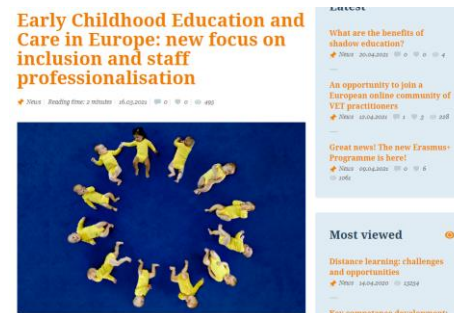 Early Childhood Education and
Care in Europe: new focus on
inclusion and staff
professionalisation
News | Reading time: 2 minutes | 16.03.2021 | 0 | 0 | 493
Latest
What are the benefits of
shadow education?
News 20.04.2021 0 0 4
An opportunity to join a
European online community of
VET practitioners
News 12.04.2021 1 3 218
Great news! The new Erasmus+
Programme is here!
News 09.04.2021 0 6
1061
Most viewed
Distance learning: challenges
and opportunities
News 14.04.2020 13254